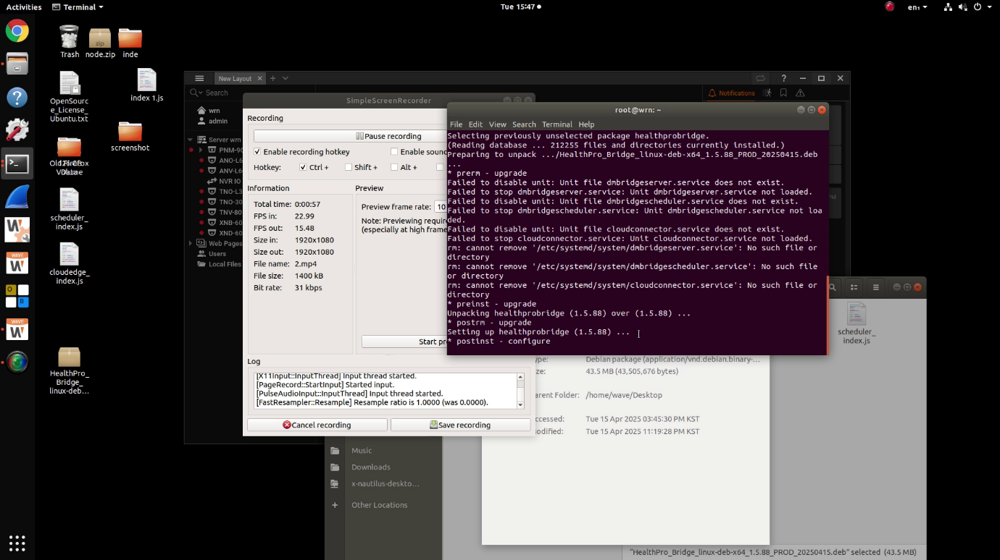 Activities
Terminal
Tue 15:47
en₁
Trash
node.zip
inde
OpenSourc
e_License_
Ubuntu.txt
index 1.js
screenshot
scheduler_
index.js
cloudedge_
index.js
HealthPro_
Bridge_
linux-deb…
New Layout
Search
Notifications
wrn
admin
Server wrn
PNM-90
ANO-L6
ANV-L6
NVR IO
TNO-L3
TNO-30
TNV-80
XNB-60
XND-60
Web Pages
Users
Local Files
SimpleScreenRecorder
Recording
Pause recording
Enable recording hotkey
Enable soun
Hotkey:
Ctrl +
Shift +
Alt +
Information
Total time: 0:00:57
FPS in: 22.99
FPS out: 15.48
Size in: 1920x1080
Size out: 1920x1080
File name: 2.mp4
File size: 1400 kB
Bit rate: 31 kbps
Preview
Preview frame rate: 10
Note: Previewing require
(especially at high frame
Start pr
Log
[X11Input::InputThread] Input thread started.
[PageRecord::StartInput] Started input.
[PulseAudioInput::InputThread] Input thread started.
[FastResampler::Resample] Resample ratio is 1.0000 (was 0.0000).
Cancel recording
Save recording
root@wrn: ~
File Edit View Search Terminal Help
Selecting previously unselected package healthprobridge.
(Reading database ... 212255 files and directories currently installed.)
Preparing to unpack .../HealthPro_Bridge_linux-deb-x64_1.5.88_PROD_20250415.deb
...
* prerm - upgrade
Failed to disable unit: Unit file dmbridgeserver.service does not exist.
Failed to stop dmbridgeserver.service: Unit dmbridgeserver.service not loaded.
Failed to disable unit: Unit file dmbridgescheduler.service does not exist.
Failed to stop dmbridgescheduler.service: Unit dmbridgescheduler.service not loa
ded.
Failed to disable unit: Unit file cloudconnector.service does not exist.
Failed to stop cloudconnector.service: Unit cloudconnector.service not loaded.
rm: cannot remove '/etc/systemd/system/dmbridgeserver.service': No such file or
directory
rm: cannot remove '/etc/systemd/system/dmbridgescheduler.service': No such file
or directory
rm: cannot remove '/etc/systemd/system/cloudconnector.service': No such file or
directory
* preinst - upgrade
Unpacking healthprobridge (1.5.88) over (1.5.88) ...
* postrm - upgrade
Setting up healthprobridge (1.5.88) ...
* postinst - configure
scheduler_
index.js
ype: Debian package (application/vnd.debian.binary-…
ze: 43.5 MB (43,505,676 bytes)
arent Folder: /home/wave/Desktop
ccessed: Tue 15 Apr 2025 03:45:30 PM KST
odified: Tue 15 Apr 2025 11:19:28 PM KST
Music
Downloads
x-nautilus-deskto…
Other Locations
"HealthPro_Bridge_linux-deb-x64_1.5.88_PROD_20250415.deb" selected (43.5 MB)